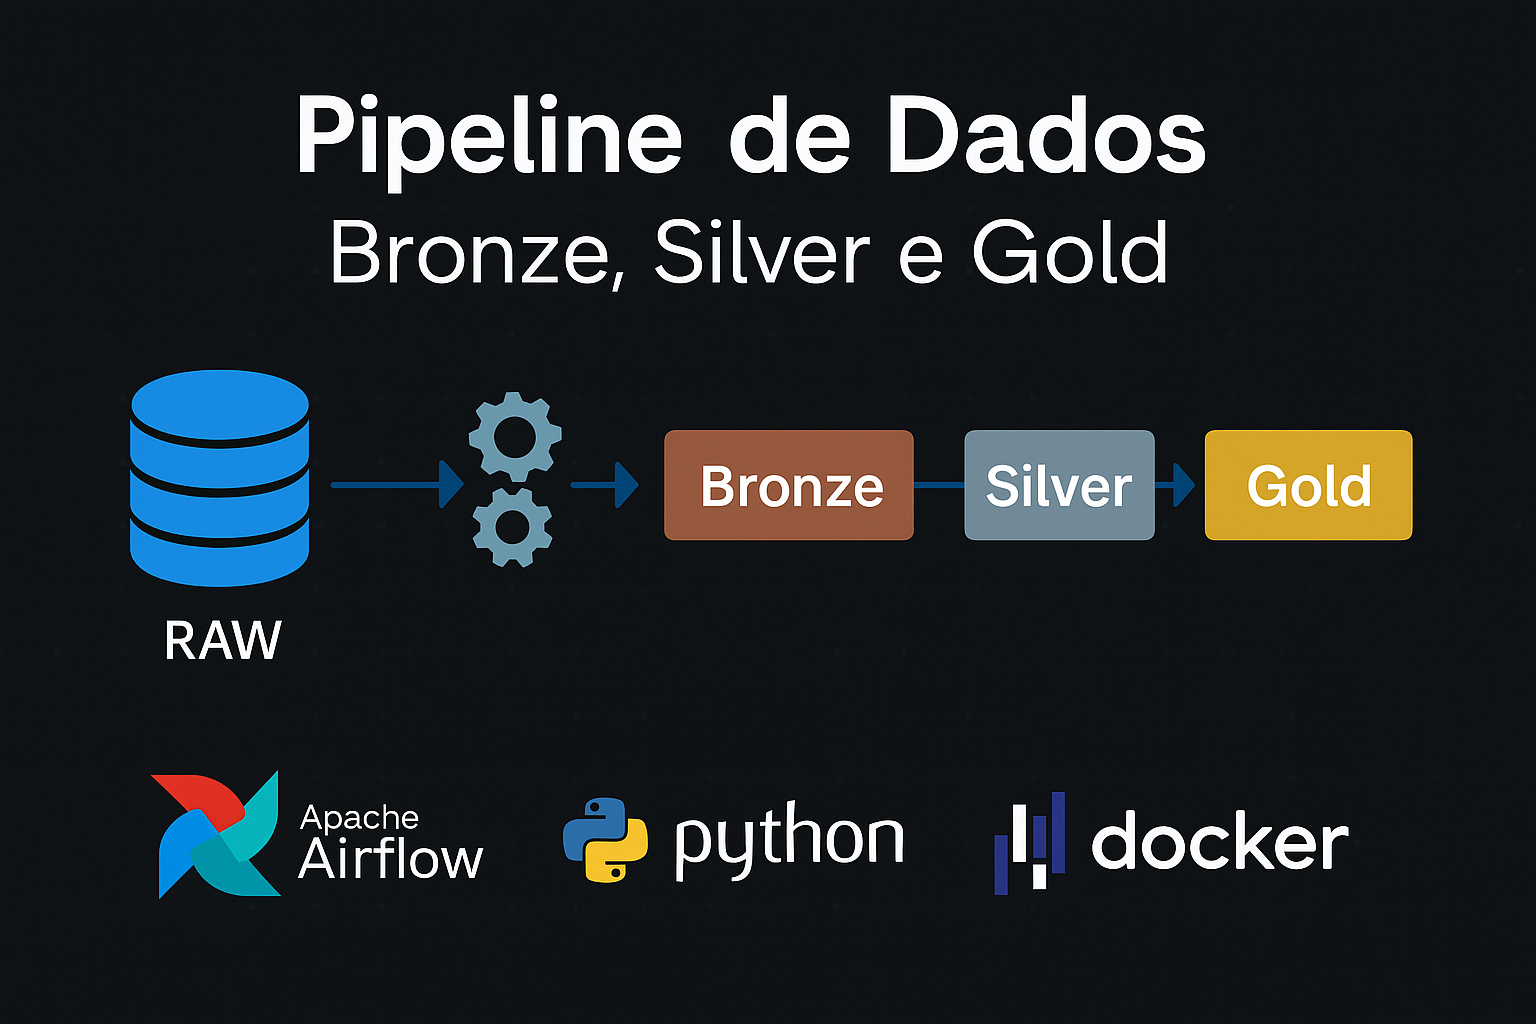 Pipeline de Dados
Bronze, Silver e Gold
Bronze
Silver
Gold
RAW
Apache
Airflow
python
docker